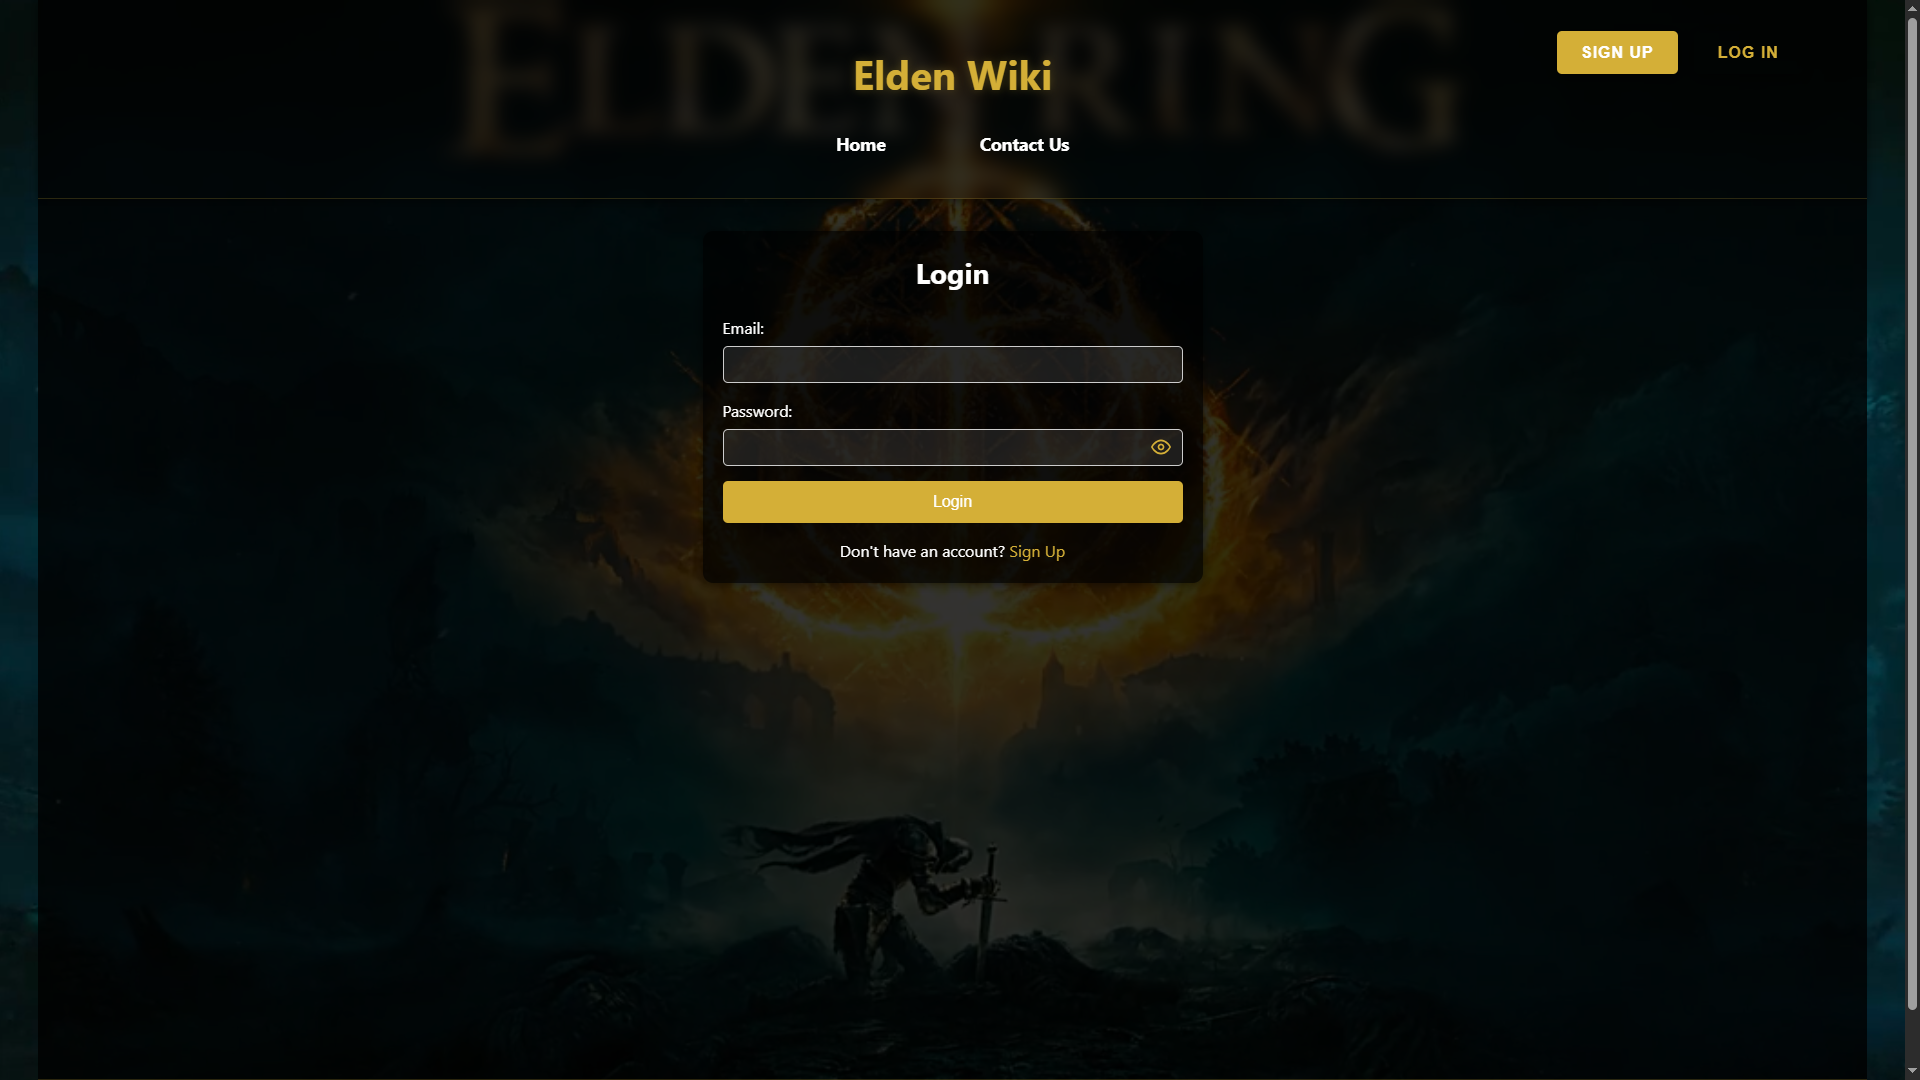 ELDEN RING
SIGN UP
LOG IN
Elden Wiki
Home
Contact Us
Login
Email:
Password:
Login
Don't have an account? Sign Up